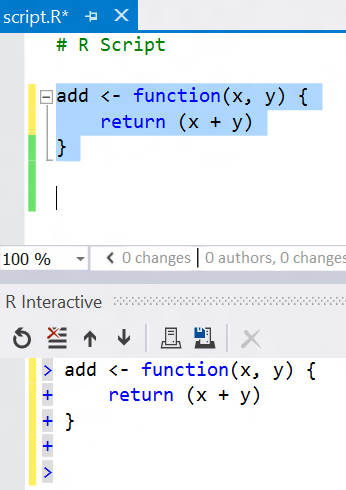 script.R*
# R Script
add <- function(x, y) {
    return (x + y)
}
100 %
0 changes | 0 authors, 0 changes
R Interactive
> add <- function(x, y) {
+     return (x + y)
+ }
+
>